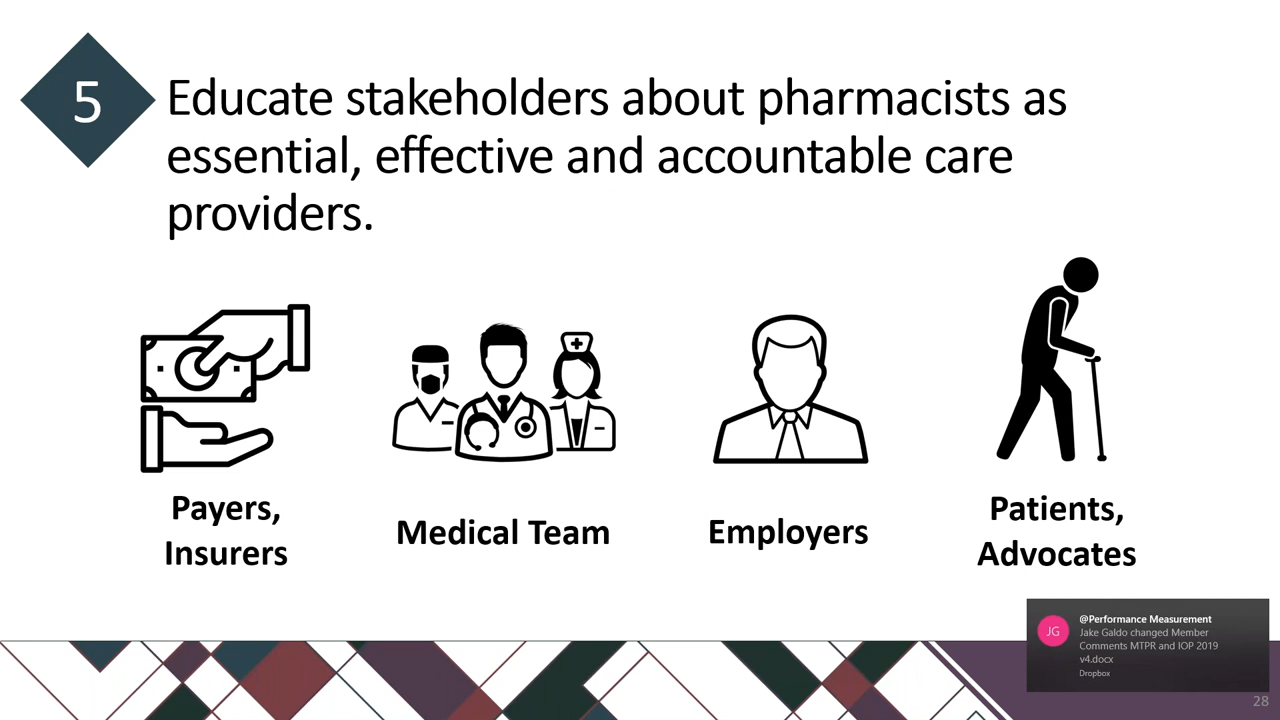 5
Educate stakeholders about pharmacists as
essential, effective and accountable care
providers.
Payers,
Insurers
Medical Team
Employers
Patients,
Advocates
@Performance Measurement
JG
Jake Galdo changed Member
Comments MTPR and IOP 2019
v4.docx
Dropbox
28